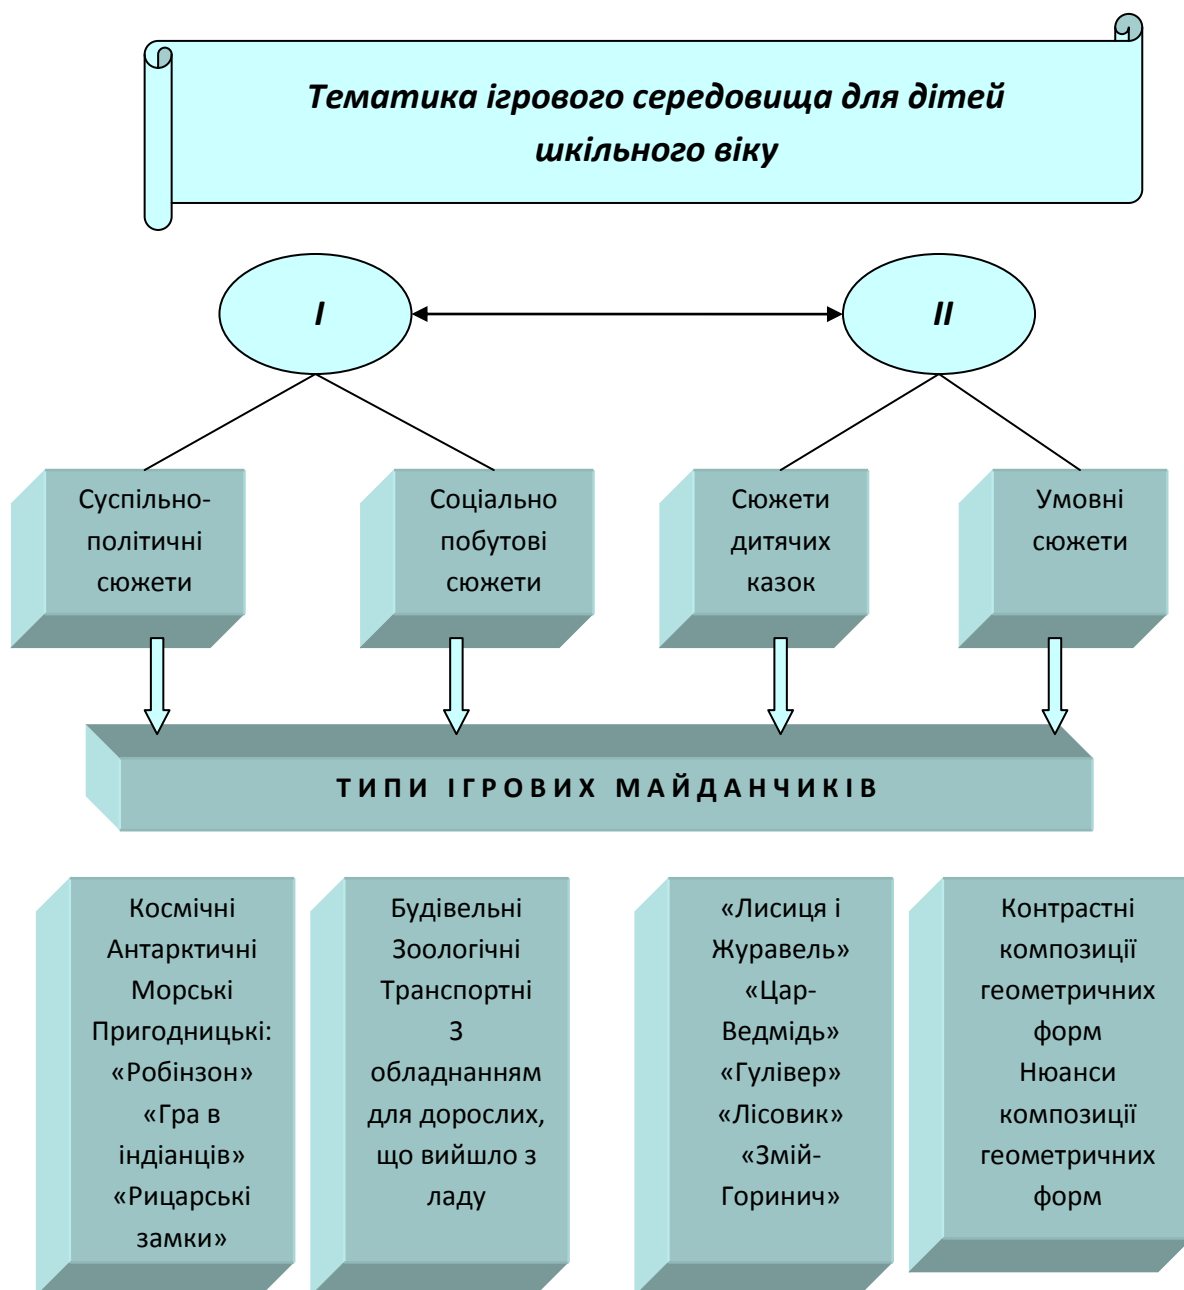 Тематика ігрового середовища для дітей
шкільного віку
I
II
Суспільно-
політичні
сюжети
Соціально
побутові
сюжети
Сюжети
дитячих
казок
Умовні
сюжети
ТИПИ ІГРОВИХ МАЙДАНЧИКІВ
Космічні
Антарктичні
Морські
Пригодницькі:
«Робінзон»
«Гра в
індіанців»
«Рицарські
замки»
Будівельні
Зоологічні
Транспортні
З
обладнанням
для дорослих,
що вийшло з
ладу
«Лисиця і
Журавель»
«Цар-
Ведмідь»
«Гулівер»
«Лісовик»
«Змій-
Горинич»
Контрастні
композиції
геометричних
форм
Нюанси
композиції
геометричних
форм